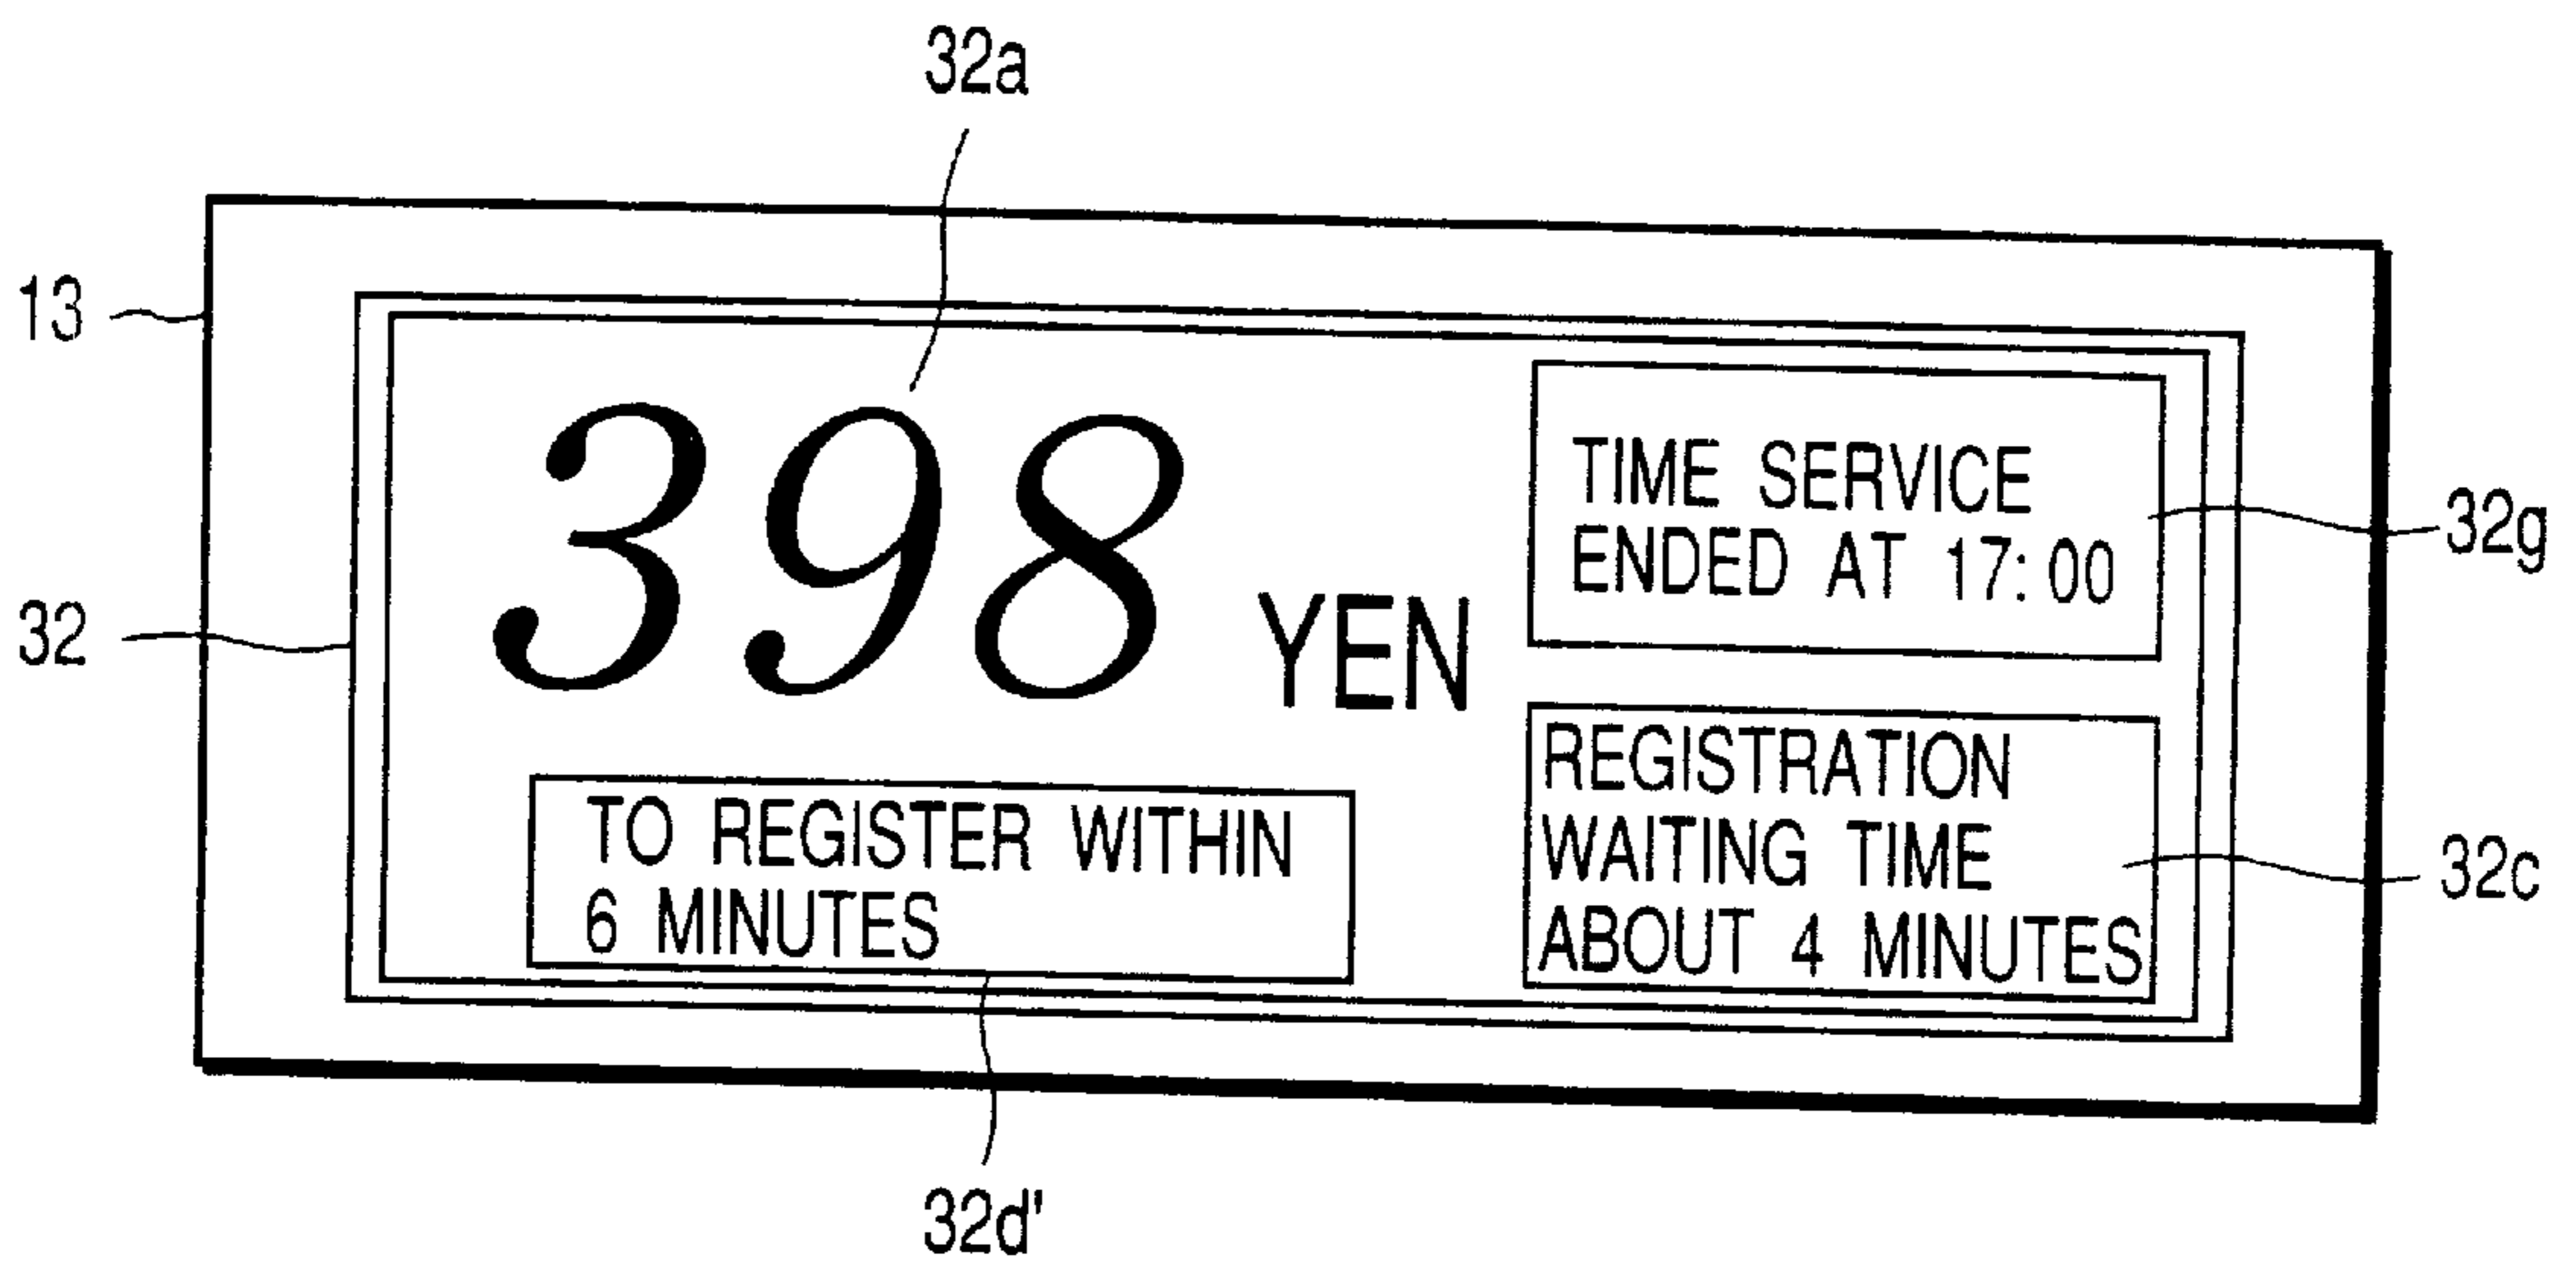 32a
13
32
398 YEN
TIME SERVICE
ENDED AT 17:00
32g
TO REGISTER WITHIN
6 MINUTES
REGISTRATION
WAITING TIME
ABOUT 4 MINUTES
32c
32d'